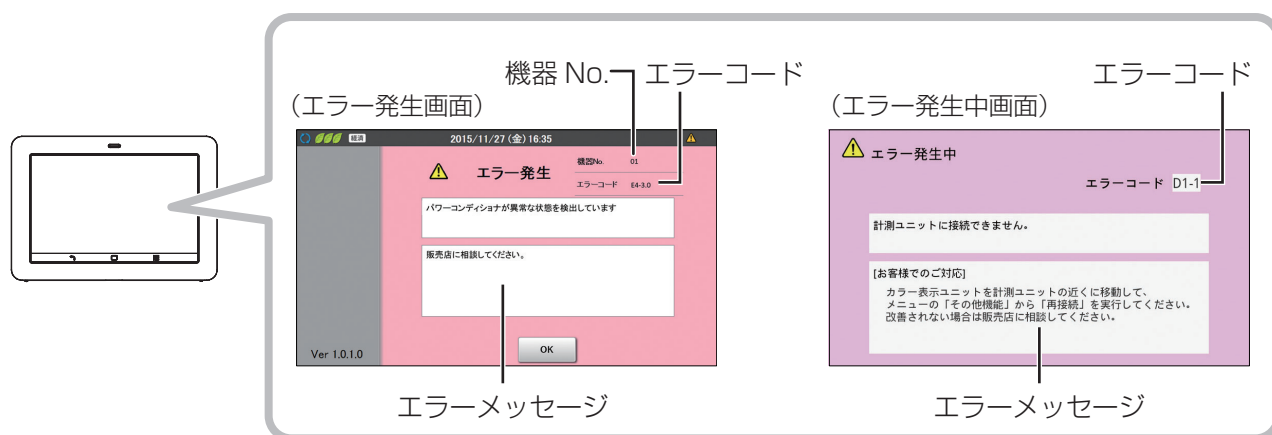 機器 No.
エラーコード
(エラー発生画面)
経済
2015/11/27 (金) 16:35
エラー発生
機器No. 01
エラーコード E4-3.0
パワーコンディショナが異常な状態を検出しています
販売店に相談してください。
Ver 1.0.1.0
OK
エラーメッセージ
エラーコード
(エラー発生中画面)
エラー発生中
エラーコード D1-1
計測ユニットに接続できません。
[お客様でのご対応]
カラー表示ユニットを計測ユニットの近くに移動して、
メニューの「その他機能」から「再接続」を実行してください。
改善されない場合は販売店に相談してください。
エラーメッセージ